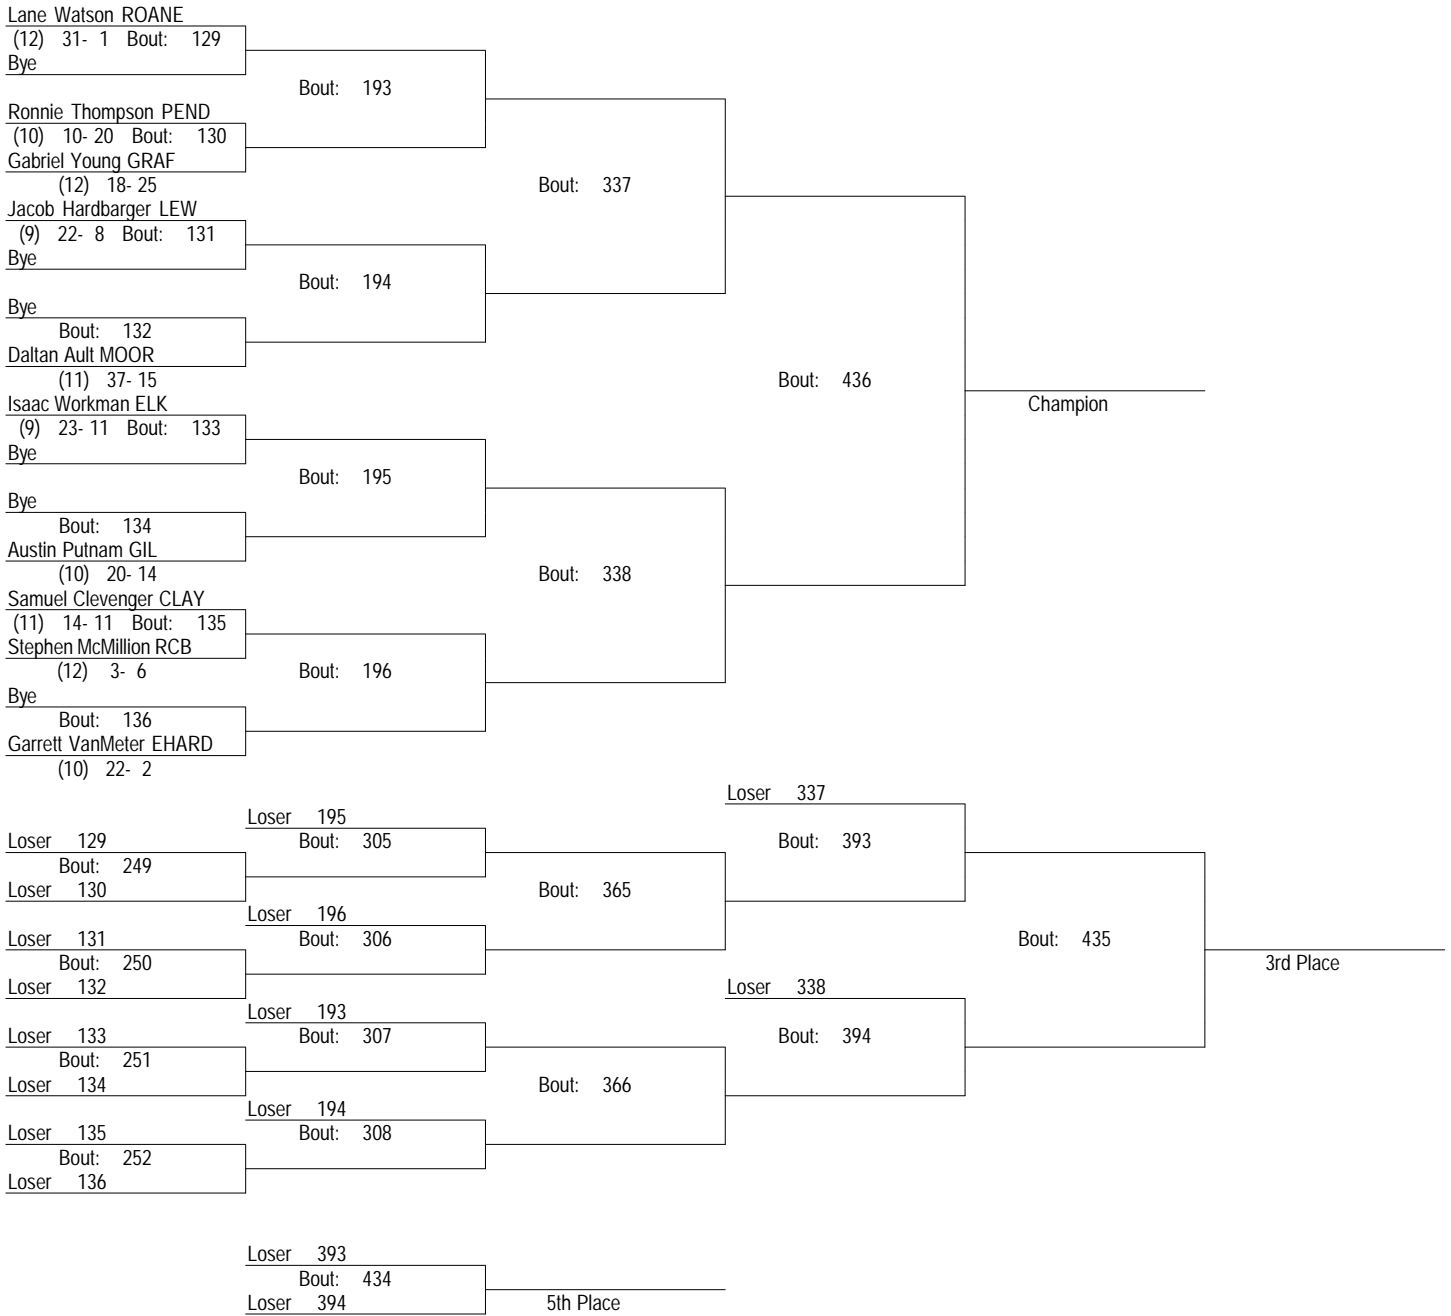 Lane Watson ROANE
(12) 31- 1 Bout: 129
Bye
Bout: 193
Ronnie Thompson PEND
(10) 10- 20 Bout: 130
Gabriel Young GRAF
(12) 18- 25
Bout: 337
Jacob Hardbarger LEW
(9) 22- 8 Bout: 131
Bye
Bout: 194
Bye
Bout: 132
Daltan Ault MOOR
(11) 37- 15
Bout: 436
Champion
Isaac Workman ELK
(9) 23- 11 Bout: 133
Bye
Bout: 195
Bye
Bout: 134
Austin Putnam GIL
(10) 20- 14
Bout: 338
Samuel Clevenger CLAY
(11) 14- 11 Bout: 135
Stephen McMillion RCB
(12) 3- 6
Bout: 196
Bye
Bout: 136
Garrett VanMeter EHARD
(10) 22- 2
Loser 337
Loser 195
Loser 129
Bout: 305
Bout: 393
Bout: 249
Loser 130
Bout: 365
Loser 196
Loser 131
Bout: 306
Bout: 435
Bout: 250
3rd Place
Loser 132
Loser 338
Loser 193
Loser 133
Bout: 307
Bout: 394
Bout: 251
Loser 134
Bout: 366
Loser 194
Loser 135
Bout: 308
Bout: 252
Loser 136
Loser 393
Bout: 434
Loser 394
5th Place